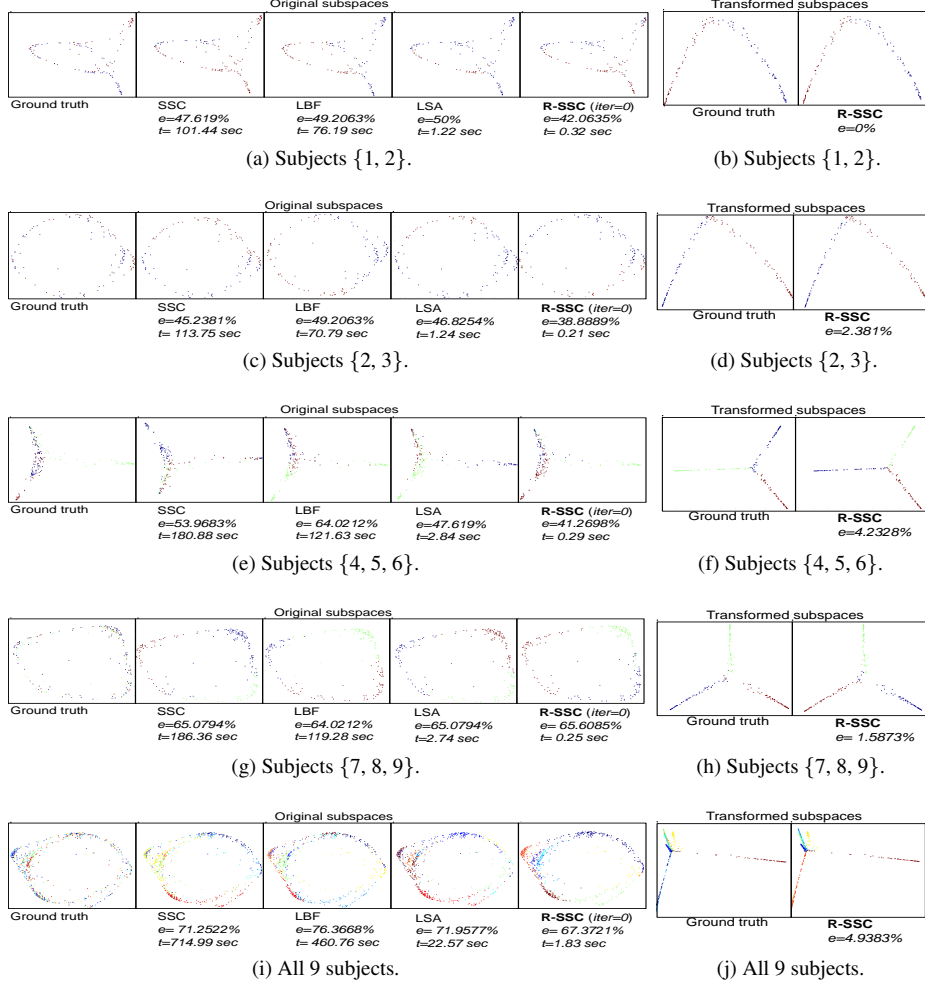 Original subspaces
Transformed subspaces
Ground truth
SSC
e=47.619%
t= 101.44 sec
LBF
e=49.2063%
t= 76.19 sec
LSA
e=50%
t=1.22 sec
R-SSC (iter=0)
e=42.0635%
t= 0.32 sec
R-SSC
e=0%
(a) Subjects {1, 2}.
(b) Subjects {1, 2}.
Original subspaces
Transformed subspaces
Ground truth
SSC
e=45.2381%
t= 113.75 sec
LBF
e=49.2063%
t=70.79 sec
LSA
e=46.8254%
t=1.24 sec
R-SSC (iter=0)
e=38.8889%
t= 0.21 sec
Ground truth
R-SSC
e=2.381%
(c) Subjects {2, 3}.
(d) Subjects {2, 3}.
Original subspaces
Transformed subspaces
Ground truth
SSC
e=53.9683%
t=180.88 sec
LBF
e= 64.0212%
t=121.63 sec
LSA
e=47.619%
t=2.84 sec
R-SSC (iter=0)
e=41.2698%
t= 0.29 sec
Ground truth
R-SSC
e=4.2328%
(e) Subjects {4, 5, 6}.
(f) Subjects {4, 5, 6}.
Original subspaces
Transformed subspaces
Ground truth
SSC
e=65.0794%
t=186.36 sec
LBF
e=64.0212%
t=119.28 sec
LSA
e=65.0794%
t=2.74 sec
R-SSC (iter=0)
e= 65.6085%
t= 0.25 sec
Ground truth
R-SSC
e= 1.5873%
(g) Subjects {7, 8, 9}.
(h) Subjects {7, 8, 9}.
Original subspaces
Transformed subspaces
Ground truth
SSC
e= 71.2522%
t=714.99 sec
LBF
e=76.3668%
t= 460.76 sec
LSA
e=71.9577%
t=22.57 sec
R-SSC (iter=0)
e= 67.3721%
t=1.83 sec
Ground truth
R-SSC
e=4.9383%
(i) All 9 subjects.
(j) All 9 subjects.